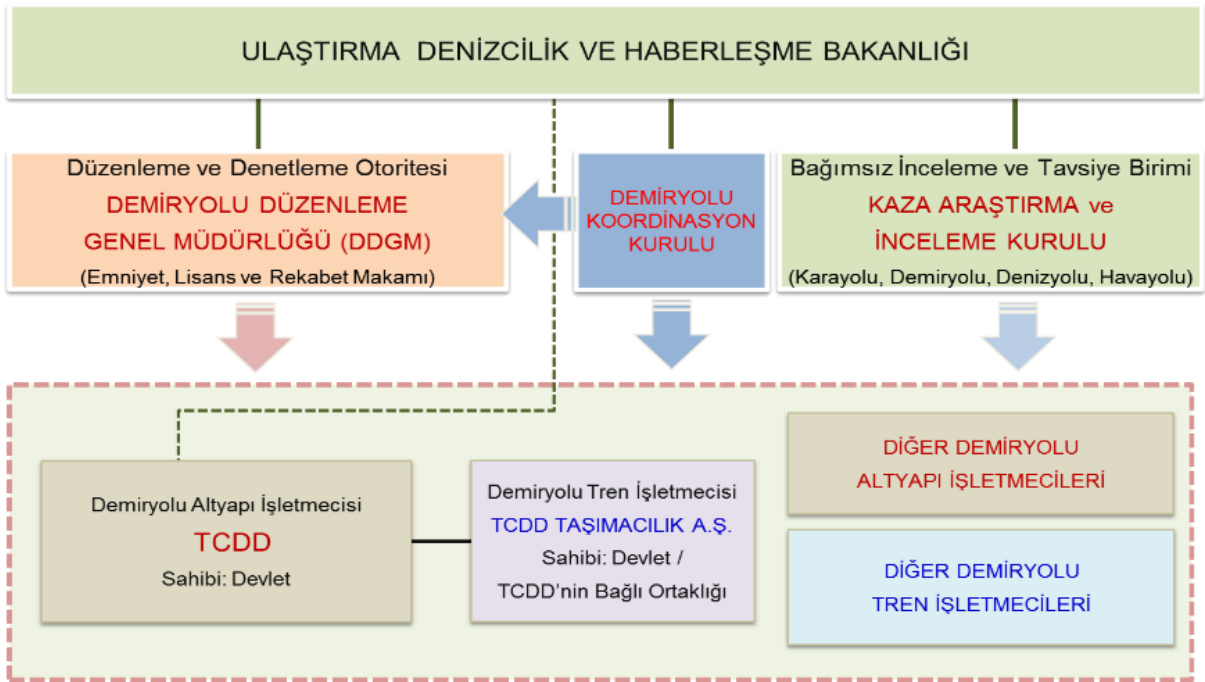 ULAŞTIRMA DENİZCİLİK VE HABERLEŞME BAKANLIĞI
Düzenleme ve Denetleme Otoritesi
DEMİRYOLU DÜZENLEME
GENEL MÜDÜRLÜĞÜ (DDGM)
(Emniyet, Lisans ve Rekabet Makamı)
DEMİRYOLU
KOORDİNASYON
KURULU
Bağımsız İnceleme ve Tavsiye Birimi
KAZA ARAŞTIRMA ve
İNCELEME KURULU
(Karayolu, Demiryolu, Denizyolu, Havayolu)
Demiryolu Altyapı İşletmecisi
TCDD
Sahibi: Devlet
Demiryolu Tren İşletmecisi
TCDD TAŞIMACILIK A.Ş.
Sahibi: Devlet /
TCDD'nin Bağlı Ortaklığı
DİĞER DEMİRYOLU
ALTYAPI İŞLETMECİLERİ
DİĞER DEMİRYOLU
TREN İŞLETMECİLERİ